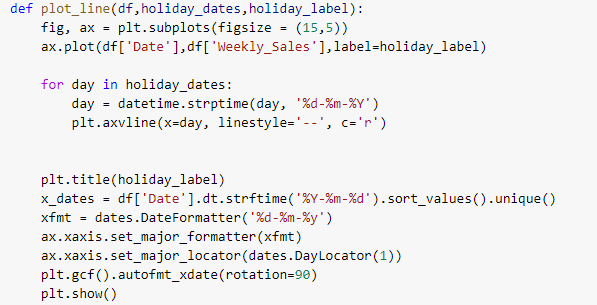 def plot_line(df,holiday_dates,holiday_label):
    fig, ax = plt.subplots(figsize = (15,5))
    ax.plot(df['Date'],df['Weekly_Sales'],label=holiday_label)

    for day in holiday_dates:
        day = datetime.strptime(day, '%d-%m-%Y')
        plt.axvline(x=day, linestyle='--', c='r')


    plt.title(holiday_label)
    x_dates = df['Date'].dt.strftime('%Y-%m-%d').sort_values().unique()
    xfmt = dates.DateFormatter('%d-%m-%y')
    ax.xaxis.set_major_formatter(xfmt)
    ax.xaxis.set_major_locator(dates.DayLocator(1))
    plt.gcf().autofmt_xdate(rotation=90)
    plt.show()